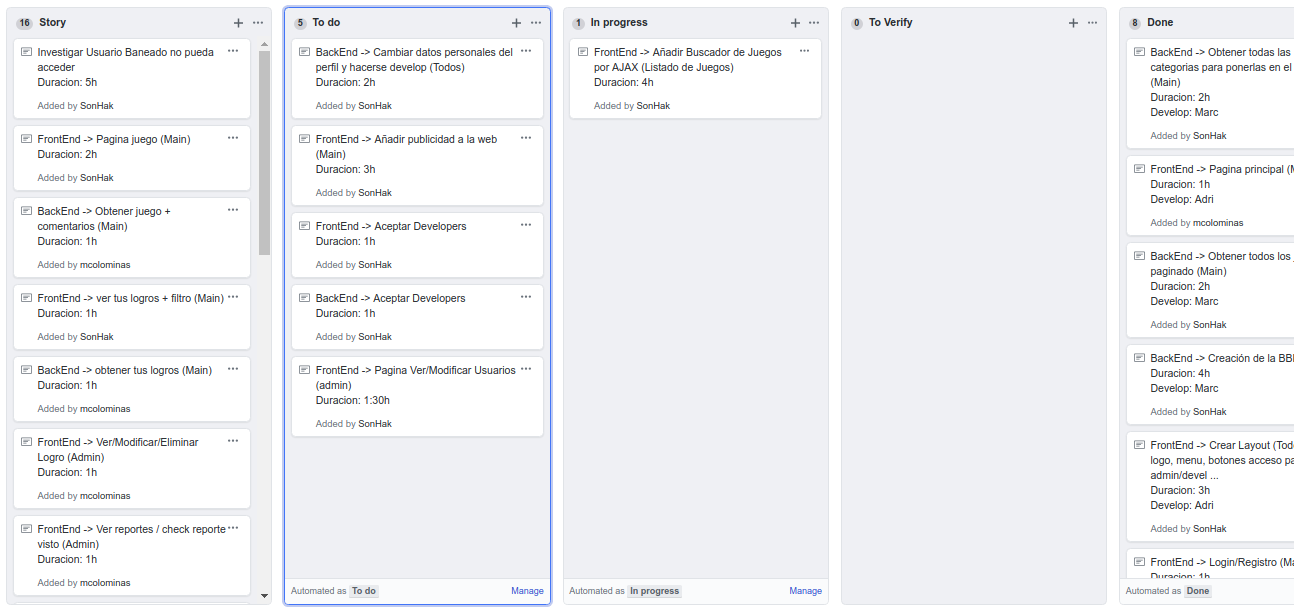 16 Story
Investigar Usuario Baneado no pueda
acceder
Duracion: 5h
Added by SonHak
FrontEnd -> Pagina juego (Main)
Duracion: 2h
Added by SonHak
BackEnd -> Obtener juego +
comentarios (Main)
Duracion: 1h
Added by mcolominas
FrontEnd -> ver tus logros + filtro (Main)
Duracion: 1h
Added by SonHak
BackEnd -> obtener tus logros (Main)
Duracion: 1h
Added by mcolominas
FrontEnd -> Ver/Modificar/Eliminar
Logro (Admin)
Duracion: 1h
Added by mcolominas
FrontEnd -> Ver reportes / check reporte
visto (Admin)
Duracion: 1h
Added by mcolominas
5 To do
BackEnd -> Cambiar datos personales del
perfil y hacerse develop (Todos)
Duracion: 2h
Added by SonHak
FrontEnd -> Añadir publicidad a la web
(Main)
Duracion: 3h
Added by SonHak
FrontEnd -> Aceptar Developers
Duracion: 1h
Added by SonHak
BackEnd -> Aceptar Developers
Duracion: 1h
Added by SonHak
FrontEnd -> Pagina Ver/Modificar Usuarios
(admin)
Duracion: 1:30h
Added by SonHak
Automated as To do Manage
1 In progress
FrontEnd -> Añadir Buscador de Juegos
por AJAX (Listado de Juegos)
Duracion: 4h
Added by SonHak
Automated as In progress Manage
0 To Verify
8 Done
BackEnd -> Obtener todas las
categorias para ponerlas en el
(Main)
Duracion: 2h
Develop: Marc
Added by SonHak
FrontEnd -> Pagina principal (M
Duracion: 1h
Develop: Adri
Added by mcolominas
BackEnd -> Obtener todos los
paginado (Main)
Duracion: 2h
Develop: Marc
Added by SonHak
BackEnd -> Creación de la BB
Duracion: 4h
Develop: Marc
Added by SonHak
FrontEnd -> Crear Layout (Tod
logo, menu, botones acceso pa
admin/devel ...
Duracion: 3h
Develop: Adri
Added by SonHak
FrontEnd -> Login/Registro (Ma
Duracion: 1h
Automated as Done